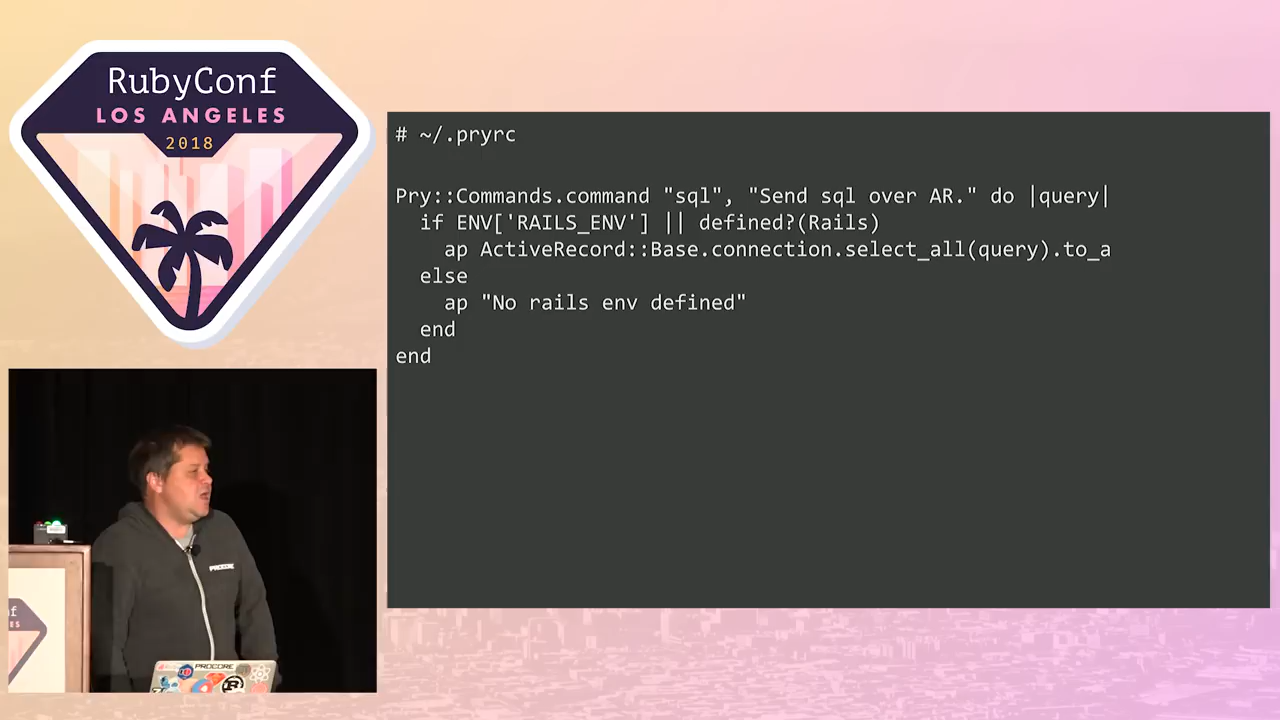 RubyConf
LOS ANGELES
2018
# ~/.pryrc
Pry::Commands.command "sql", "Send sql over AR." do |query|
  if ENV['RAILS_ENV'] || defined?(Rails)
    ap ActiveRecord::Base.connection.select_all(query).to_a
  else
    ap "No rails env defined"
  end
end
PROCORE
PROCORE